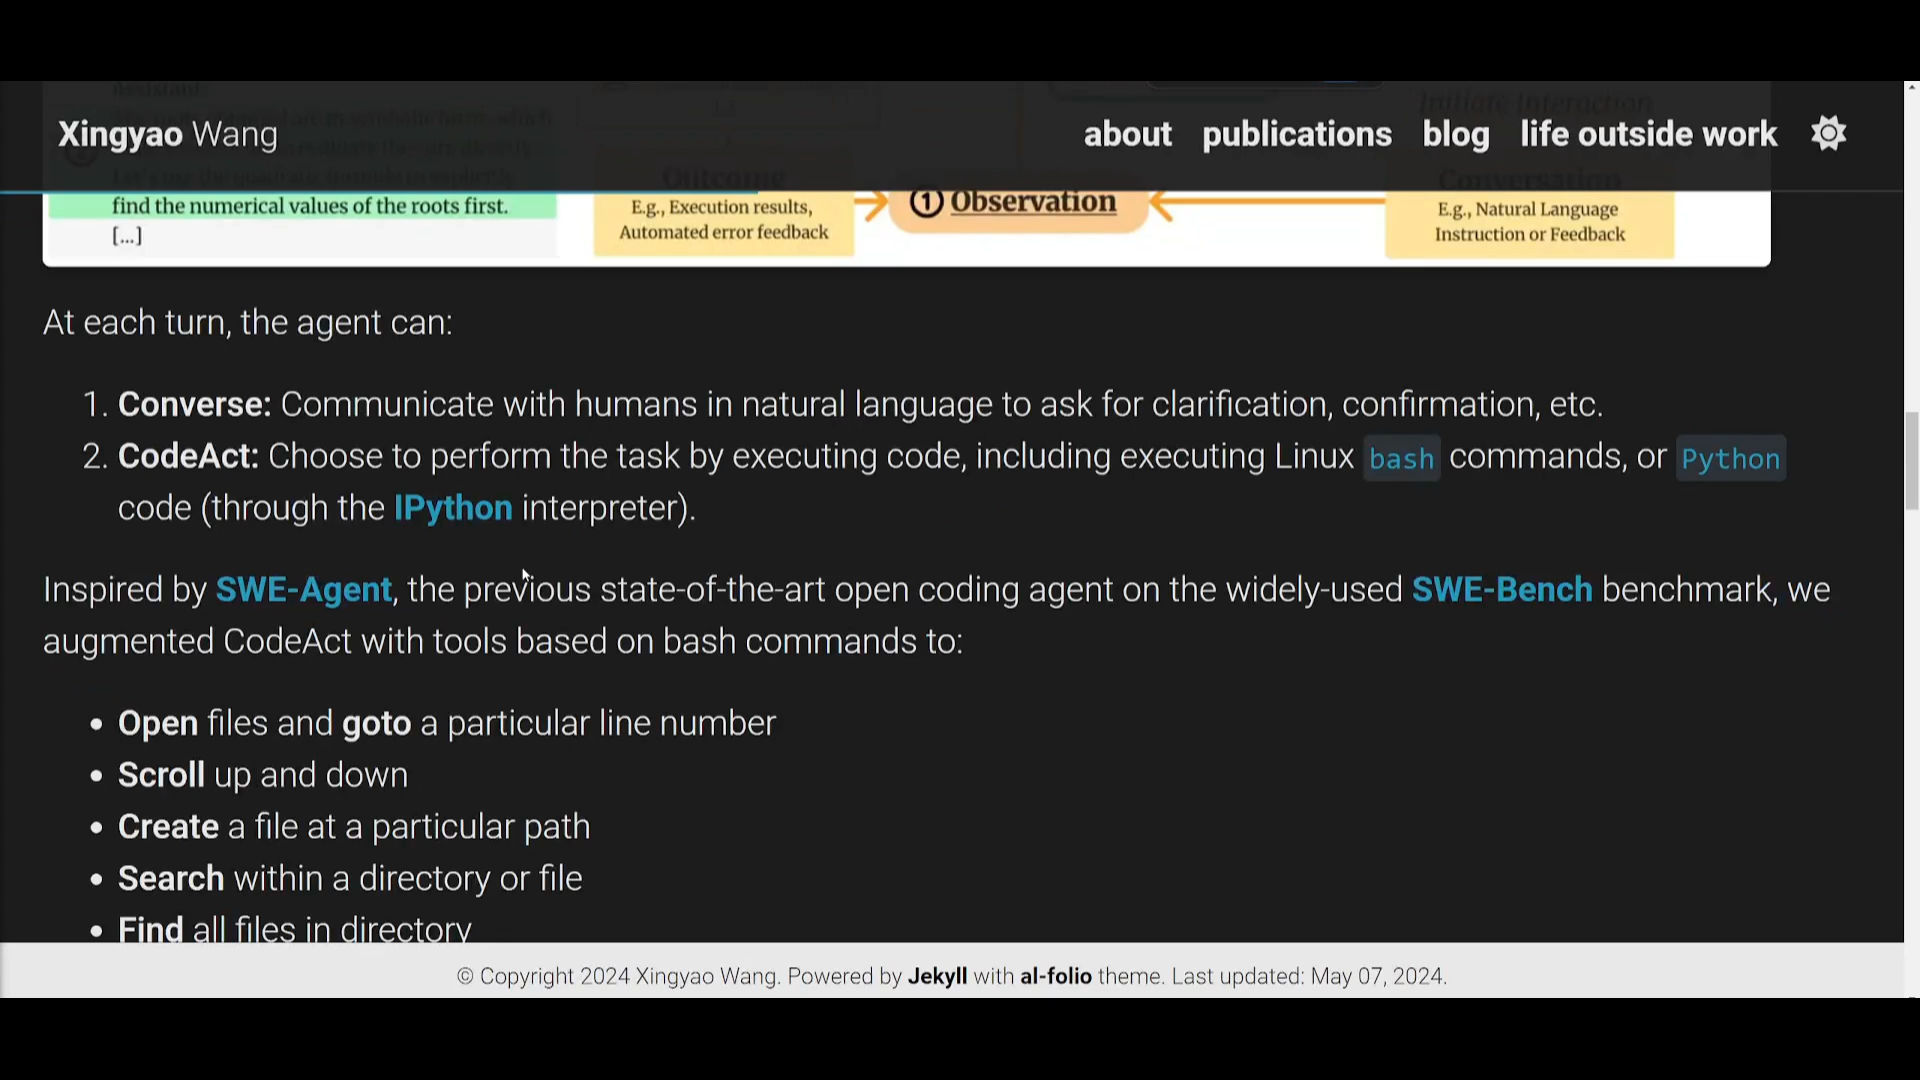 Xingyao Wang
about publications blog life outside work
find the numerical values of the roots first.
[...]
E.g., Execution results,
Automated error feedback
① Observation
E.g., Natural Language
Instruction or Feedback
At each turn, the agent can:
1. Converse: Communicate with humans in natural language to ask for clarification, confirmation, etc.
2. CodeAct: Choose to perform the task by executing code, including executing Linux bash commands, or Python
code (through the IPython interpreter).
Inspired by SWE-Agent, the previous state-of-the-art open coding agent on the widely-used SWE-Bench benchmark, we
augmented CodeAct with tools based on bash commands to:
• Open files and goto a particular line number
• Scroll up and down
• Create a file at a particular path
• Search within a directory or file
• Find all files in directory
© Copyright 2024 Xingyao Wang. Powered by Jekyll with al-folio theme. Last updated: May 07, 2024.